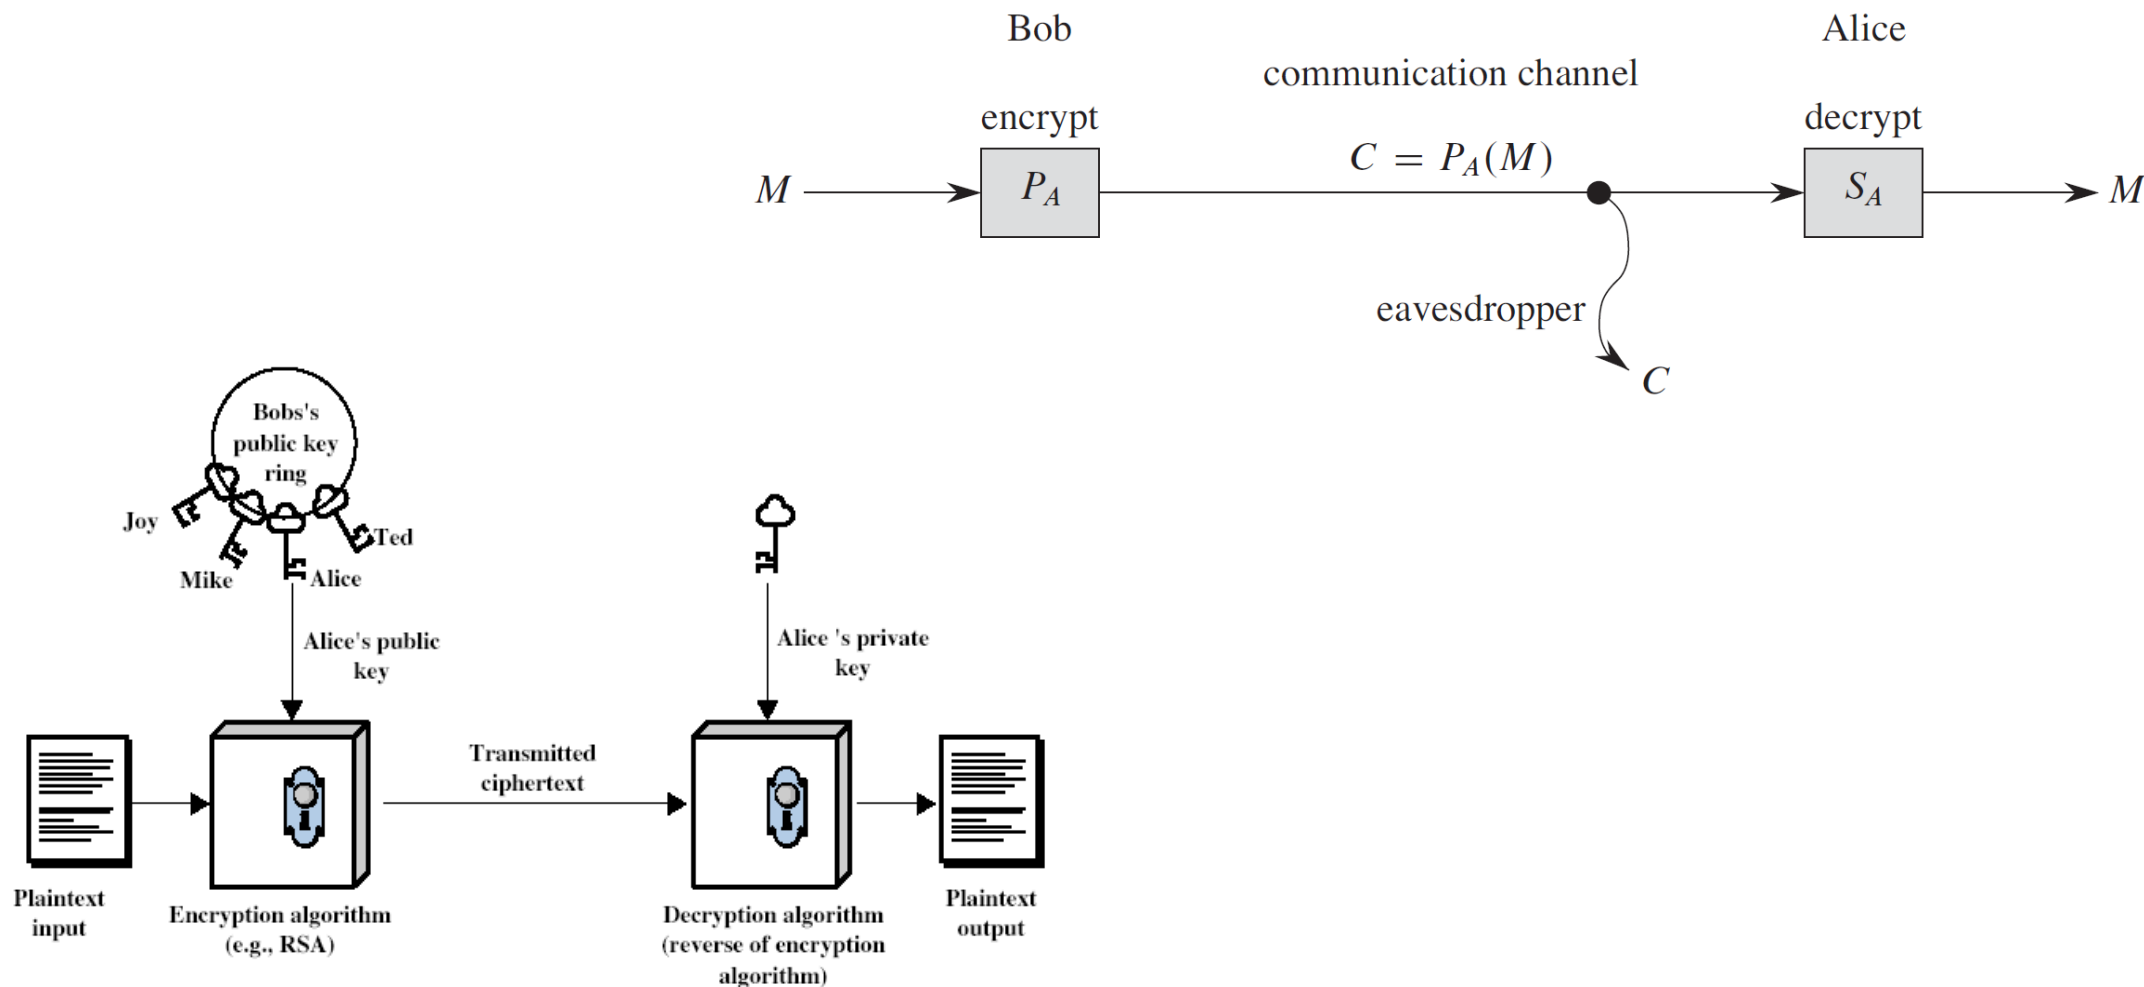 Bob
Alice
communication channel
encrypt
decrypt
C = P_A(M)
M
P_A
S_A
M
eavesdropper
C
Bobs's
public key
ring
Joy
Ted
Mike
Alice
Alice's public
key
Alice 's private
key
Transmitted
ciphertext
Plaintext
input
Encryption algorithm
(e.g., RSA)
Decryption algorithm
(reverse of encryption
algorithm)
Plaintext
output